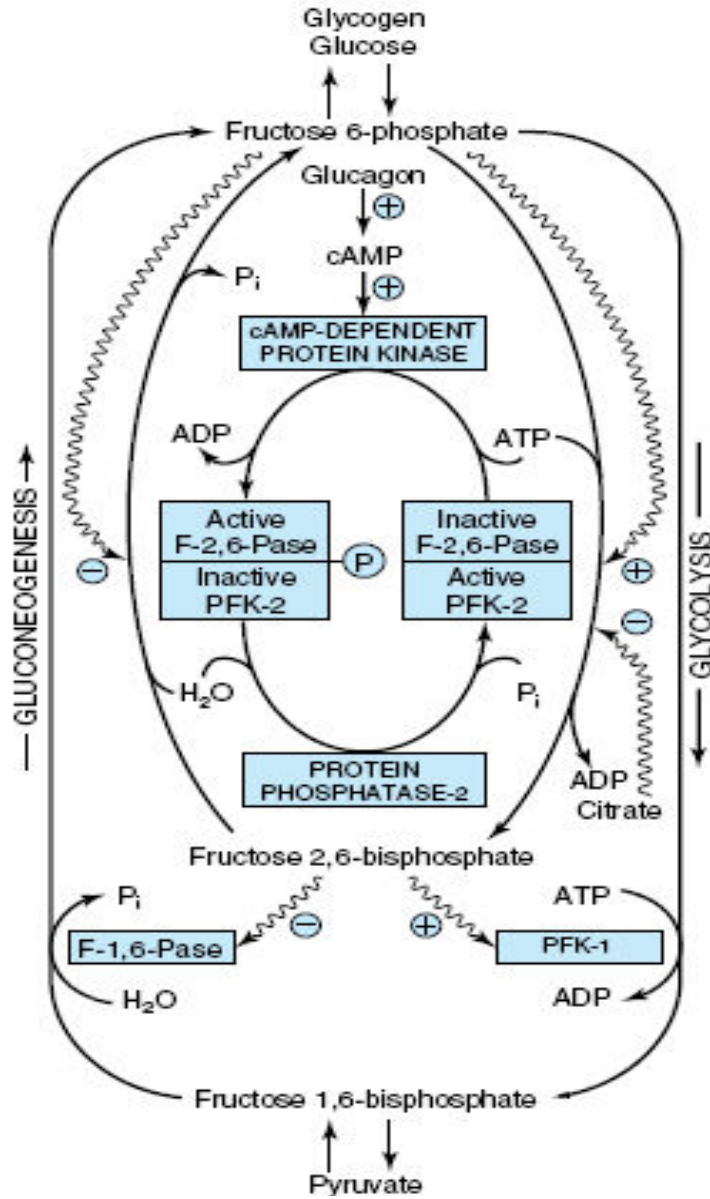 Glycogen
Glucose
Fructose 6-phosphate
Glucagon
+
cAMP
+
Pi
cAMP-DEPENDENT
PROTEIN KINASE
ADP
ATP
Active
F-2,6-Pase
Inactive
PFK-2
P
Inactive
F-2,6-Pase
Active
PFK-2
−
+
−
GLUCONEOGENESIS
GLYCOLYSIS
H2O
Pi
PROTEIN
PHOSPHATASE-2
ADP
Citrate
Fructose 2,6-bisphosphate
Pi
−
+
ATP
F-1,6-Pase
PFK-1
H2O
ADP
Fructose 1,6-bisphosphate
Pyruvate